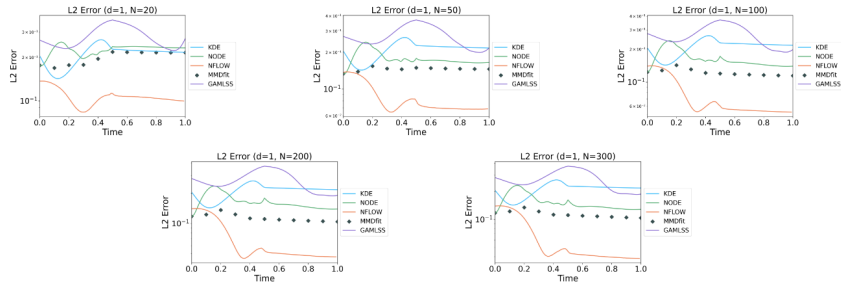 L2 Error (d=1, N=20)
L2 Error
Time
0.0 0.2 0.4 0.6 0.8 1.0
10⁻¹
KDE
NODE
NFLOW
MMDfit
GAMLSS
L2 Error (d=1, N=50)
L2 Error
Time
0.0 0.2 0.4 0.6 0.8 1.0
10⁻¹
KDE
NODE
NFLOW
MMDfit
GAMLSS
L2 Error (d=1, N=100)
L2 Error
Time
0.0 0.2 0.4 0.6 0.8 1.0
10⁻¹
KDE
NODE
NFLOW
MMDfit
GAMLSS
L2 Error (d=1, N=200)
L2 Error
Time
0.0 0.2 0.4 0.6 0.8 1.0
10⁻¹
KDE
NODE
NFLOW
MMDfit
GAMLSS
L2 Error (d=1, N=300)
L2 Error
Time
0.0 0.2 0.4 0.6 0.8 1.0
10⁻¹
KDE
NODE
NFLOW
MMDfit
GAMLSS